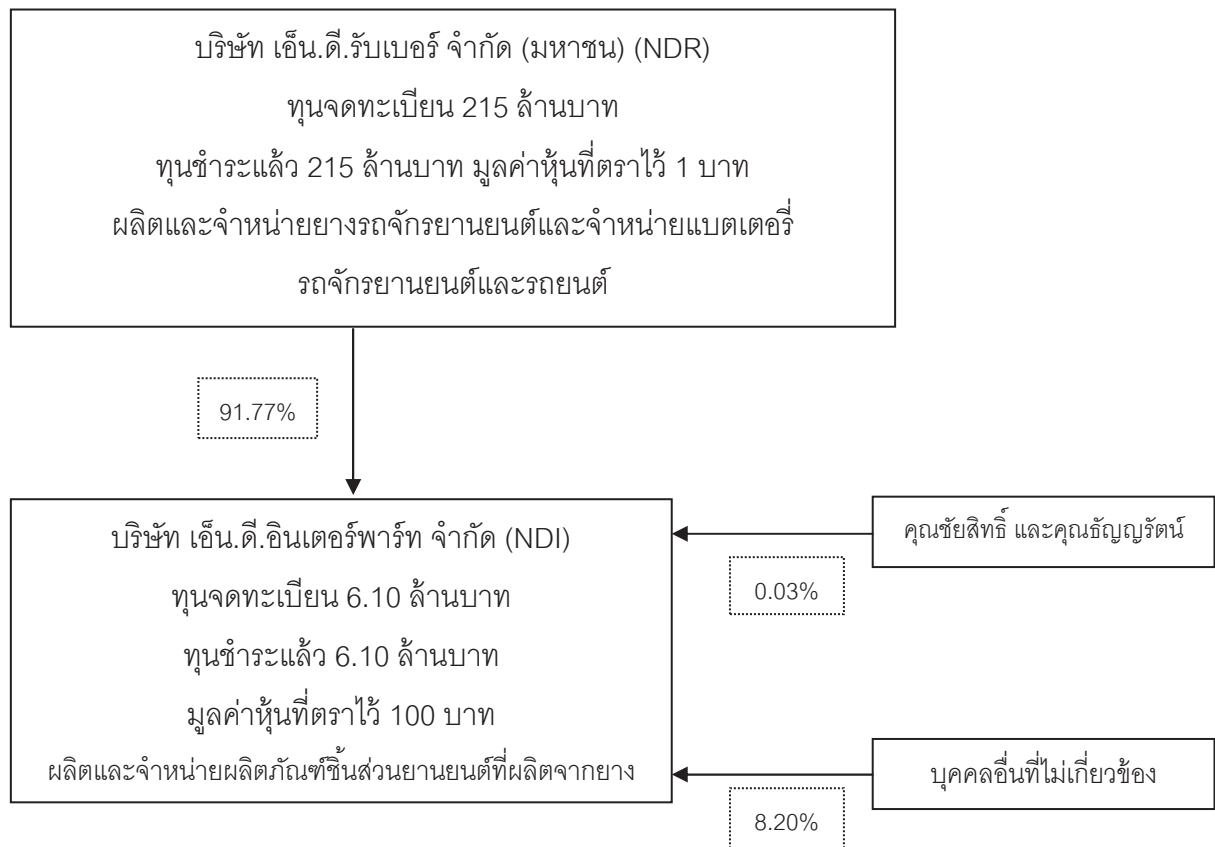 บริษัท เอ็น.ดี.รับเบอร์ จำกัด (มหาชน) (NDR)
ทุนจดทะเบียน 215 ล้านบาท
ทุนชำระแล้ว 215 ล้านบาท มูลค่าหุ้นที่ตราไว้ 1 บาท
ผลิตและจำหน่ายยางรถจักรยานยนต์และจำหน่ายแบตเตอรี่
รถจักรยานยนต์และรถยนต์
91.77%
บริษัท เอ็น.ดี.อินเตอร์พาร์ท จำกัด (NDI)
ทุนจดทะเบียน 6.10 ล้านบาท
ทุนชำระแล้ว 6.10 ล้านบาท
มูลค่าหุ้นที่ตราไว้ 100 บาท
ผลิตและจำหน่ายผลิตภัณฑ์ชิ้นส่วนยานยนต์ที่ผลิตจากยาง
คุณชัยสิทธิ์ และคุณธัญญรัตน์
0.03%
บุคคลอื่นที่ไม่เกี่ยวข้อง
8.20%